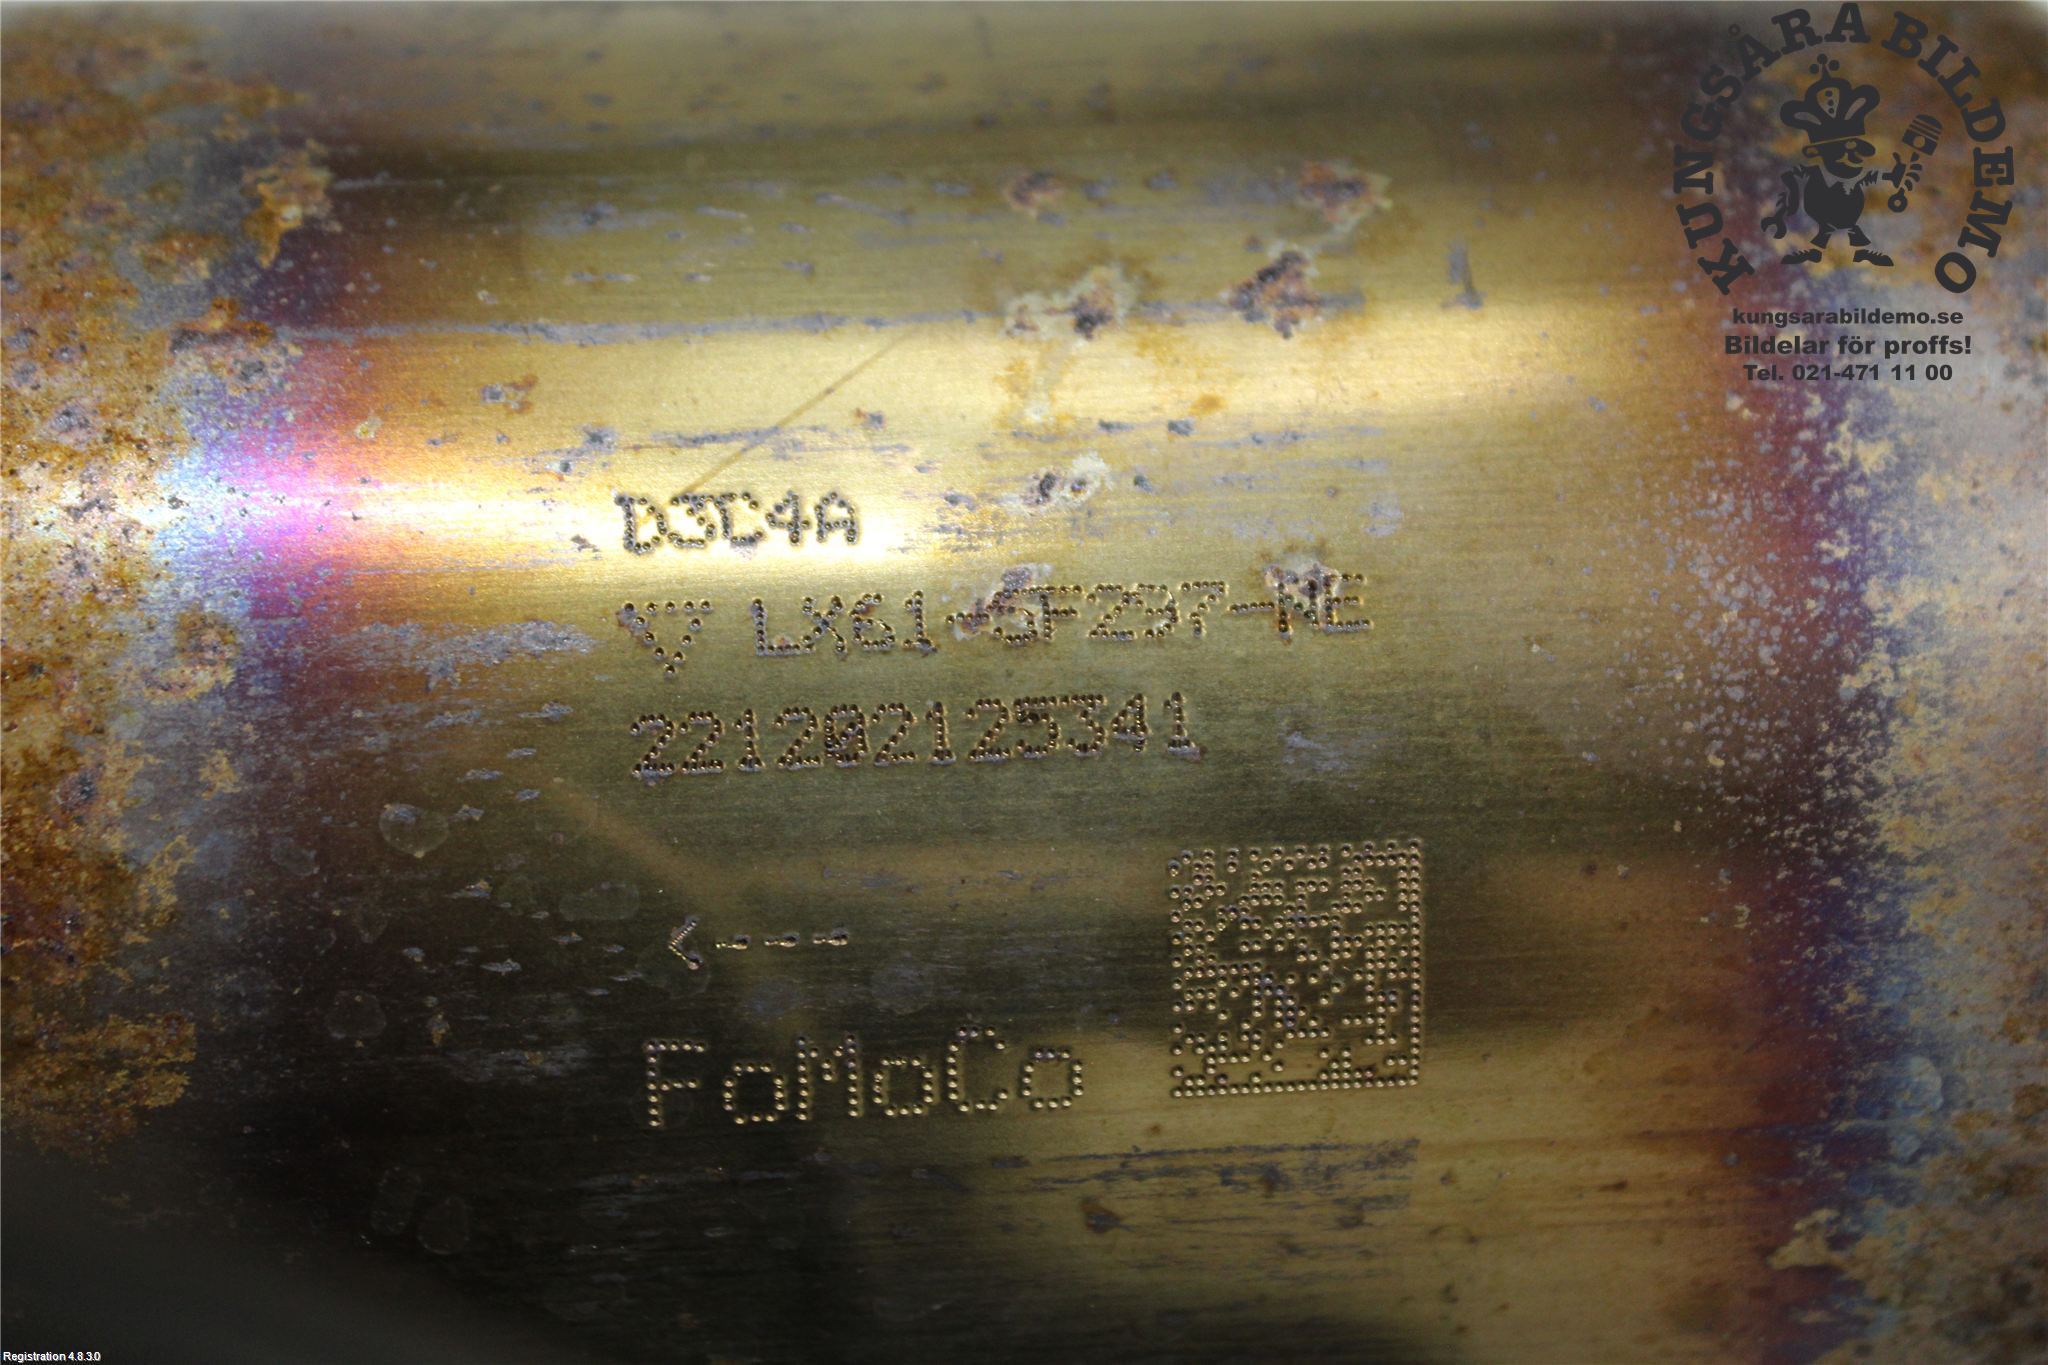 KUNGSÅRA BILDEMO
kungsarabildemo.se
Bildelar för proffs!
Tel. 021-471 11 00
D3C4A
LX61-5F297-NE
221202125341
<---
FoMoCo
Registration 4.8.3.0